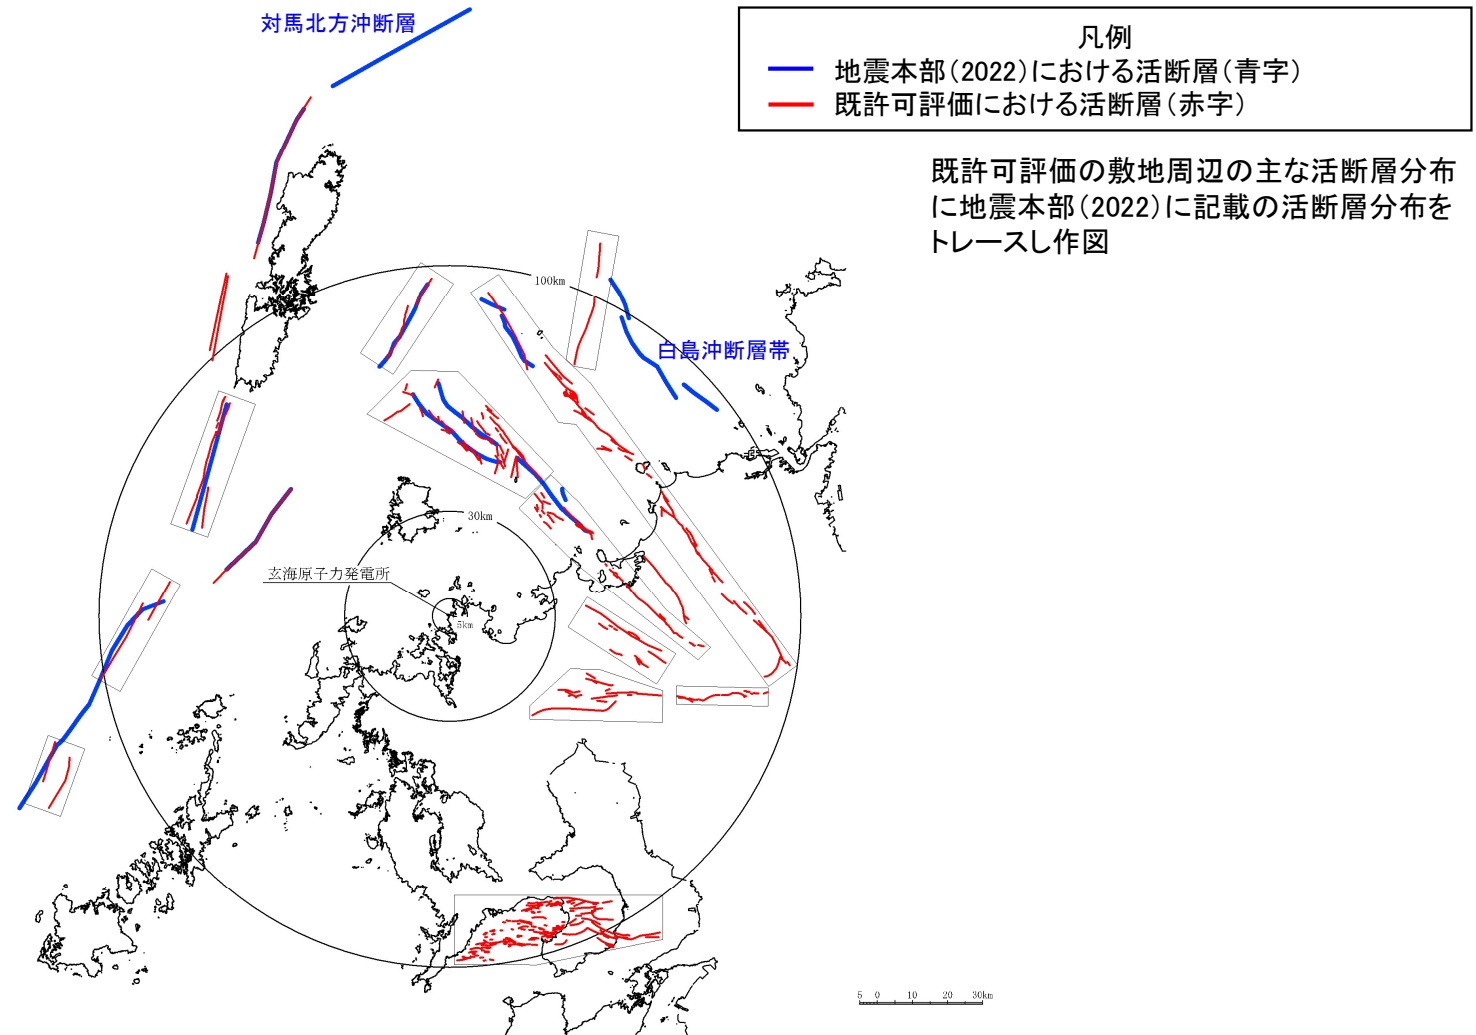 対馬北方沖断層
凡例
地震本部(2022)における活断層(青字)
既許可評価における活断層(赤字)
既許可評価の敷地周辺の主な活断層分布
に地震本部(2022)に記載の活断層分布を
トレースし作図
100km
白島沖断層帯
30km
玄海原子力発電所
5km
5 0 10 20 30km